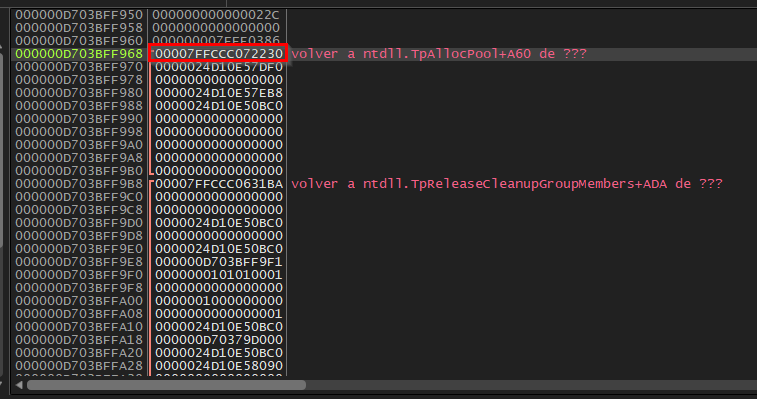 000000D703BFF950 000000000000022C
000000D703BFF958 0000000000000000
000000D703BFF960 000000007FFE0386
000000D703BFF968 00007FFCCC072230 volver a ntdll.TpAllocPool+A60 de ???
000000D703BFF970 0000024D10E57DF0
000000D703BFF978 0000000000000000
000000D703BFF980 0000024D10E57EB8
000000D703BFF988 0000024D10E50BC0
000000D703BFF990 0000000000000000
000000D703BFF998 0000000000000000
000000D703BFF9A0 0000000000000000
000000D703BFF9A8 0000000000000000
000000D703BFF9B0 0000000000000000
000000D703BFF9B8 00007FFCCC0631BA volver a ntdll.TpReleaseCleanupGroupMembers+ADA de ???
000000D703BFF9C0 0000000000000000
000000D703BFF9C8 0000000000000000
000000D703BFF9D0 0000024D10E50BC0
000000D703BFF9D8 0000000000000000
000000D703BFF9E0 0000024D10E50BC0
000000D703BFF9E8 000000D703BFF9F1
000000D703BFF9F0 0000000101010001
000000D703BFF9F8 0000000000000000
000000D703BFFA00 0000001000000000
000000D703BFFA08 0000000000000001
000000D703BFFA10 0000024D10E50BC0
000000D703BFFA18 000000D70379D000
000000D703BFFA20 0000024D10E50BC0
000000D703BFFA28 0000024D10E58090